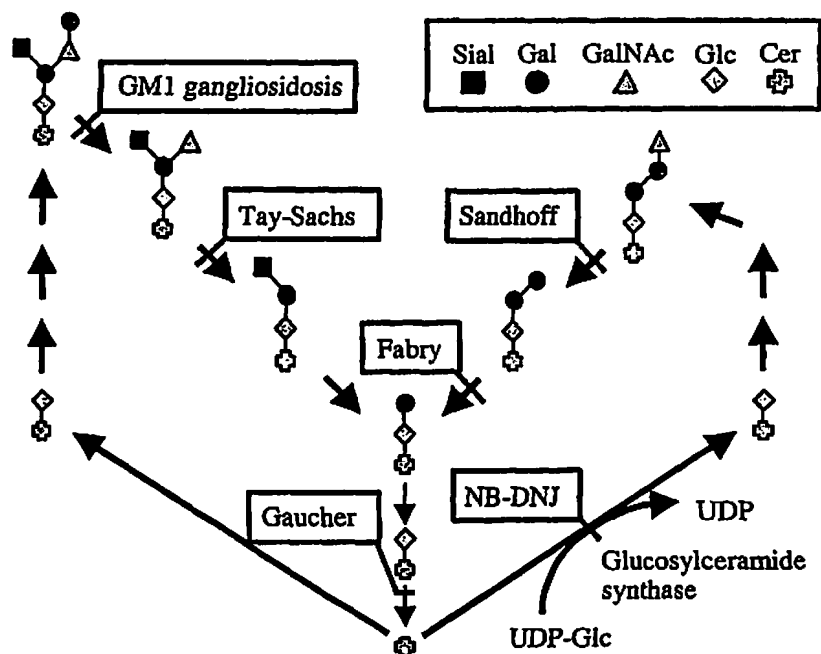 Sial Gal GalNAc Glc Cer
GM1 gangliosidosis
Tay-Sachs
Sandhoff
Fabry
NB-DNJ
Gaucher
UDP
Glucosylceramide
synthase
UDP-Glc